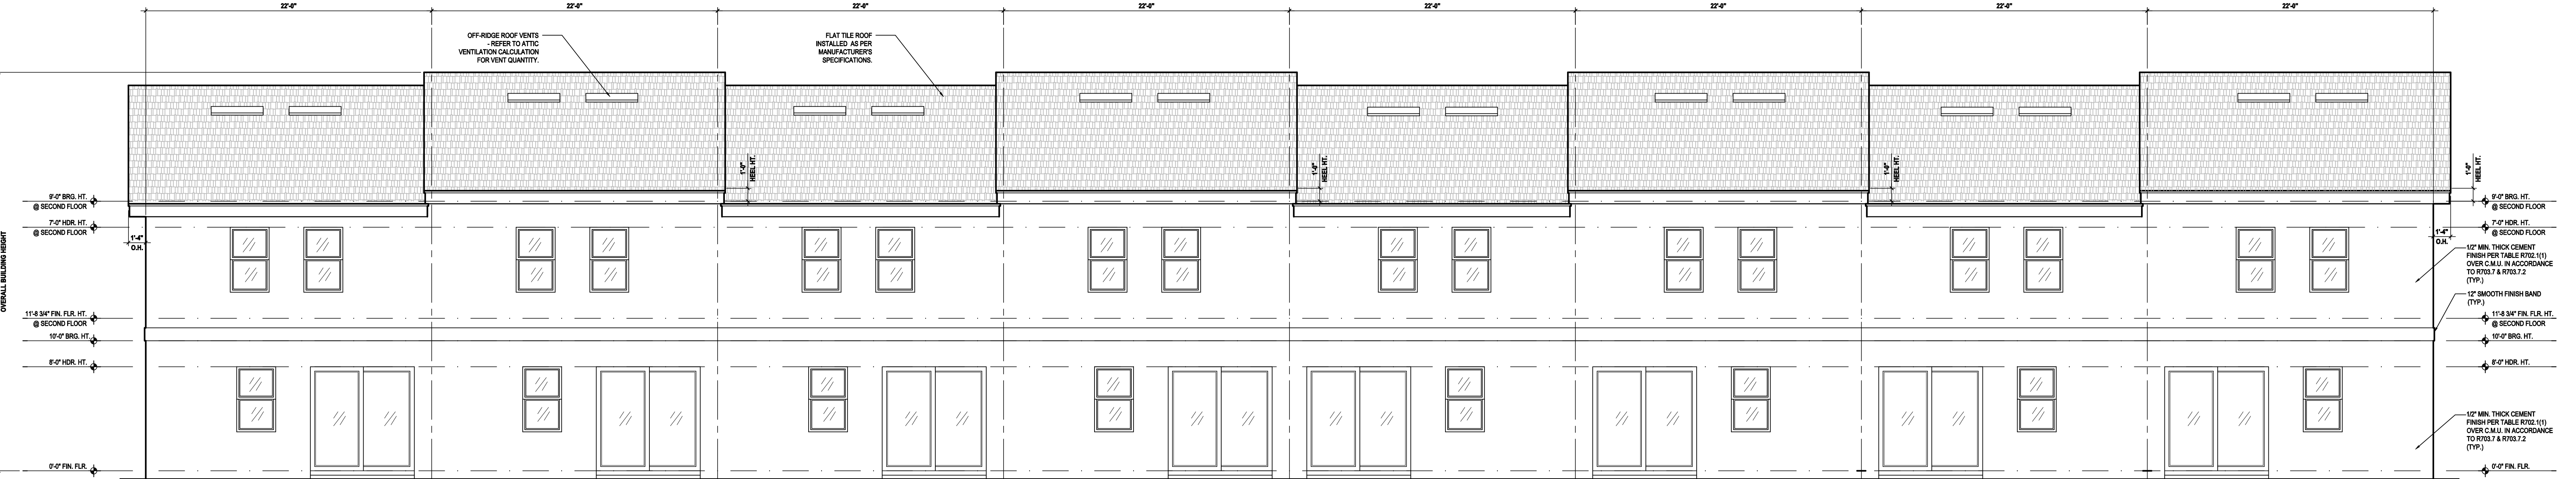 22'-0" 22'-0" 22'-0" 22'-0" 22'-0" 22'-0" 22'-0" 22'-0"
OFF-RIDGE ROOF VENTS
- REFER TO ATTIC
VENTILATION CALCULATION
FOR VENT QUANTITY.
FLAT TILE ROOF
INSTALLED AS PER
MANUFACTURER'S
SPECIFICATIONS.
OVERALL BUILDING HEIGHT
9'-0" BRG. HT.
@ SECOND FLOOR
7'-0" HDR. HT.
@ SECOND FLOOR
1'-4"
O.H.
11'-8 3/4" FIN. FLR. HT.
@ SECOND FLOOR
10'-0" BRG. HT.
8'-0" HDR. HT.
0'-0" FIN. FLR.
1'-0"
HEEL HT.
1'-4"
HEEL HT.
1'-0"
HEEL HT.
1'-0"
HEEL HT.
9'-0" BRG. HT.
@ SECOND FLOOR
7'-0" HDR. HT.
@ SECOND FLOOR
1'-4"
O.H.
1/2" MIN. THICK CEMENT
FINISH PER TABLE R702.1(1)
OVER C.M.U. IN ACCORDANCE
TO R703.7 & R703.7.2
(TYP.)
12" SMOOTH FINISH BAND
(TYP.)
11'-8 3/4" FIN. FLR. HT.
@ SECOND FLOOR
10'-0" BRG. HT.
8'-0" HDR. HT.
1/2" MIN. THICK CEMENT
FINISH PER TABLE R702.1(1)
OVER C.M.U. IN ACCORDANCE
TO R703.7 & R703.7.2
(TYP.)
0'-0" FIN. FLR.